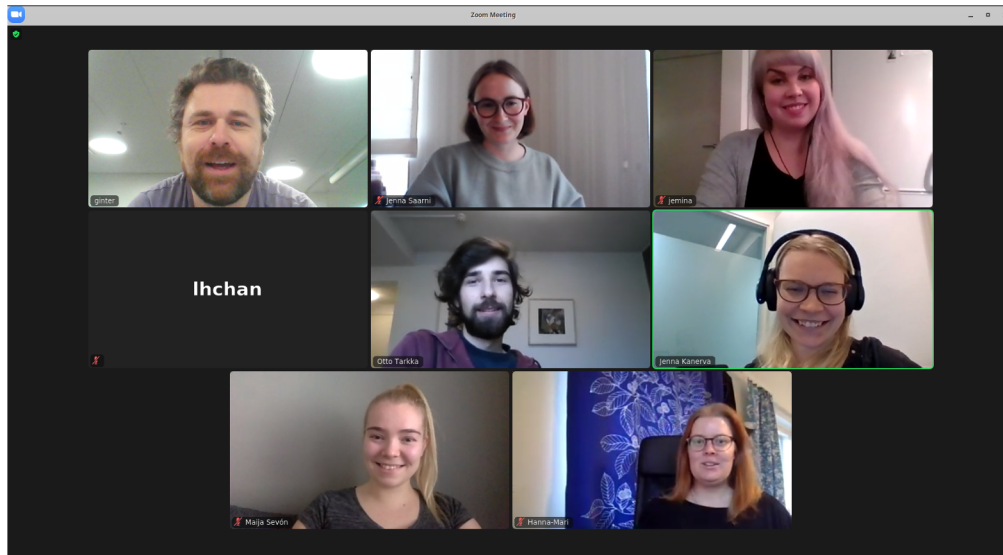 Zoom Meeting
ginter
Jenna Saarni
jemina
lhchan
Otto Tarkka
Jenna Kanerva
Maija Sevón
Hanna-Mari